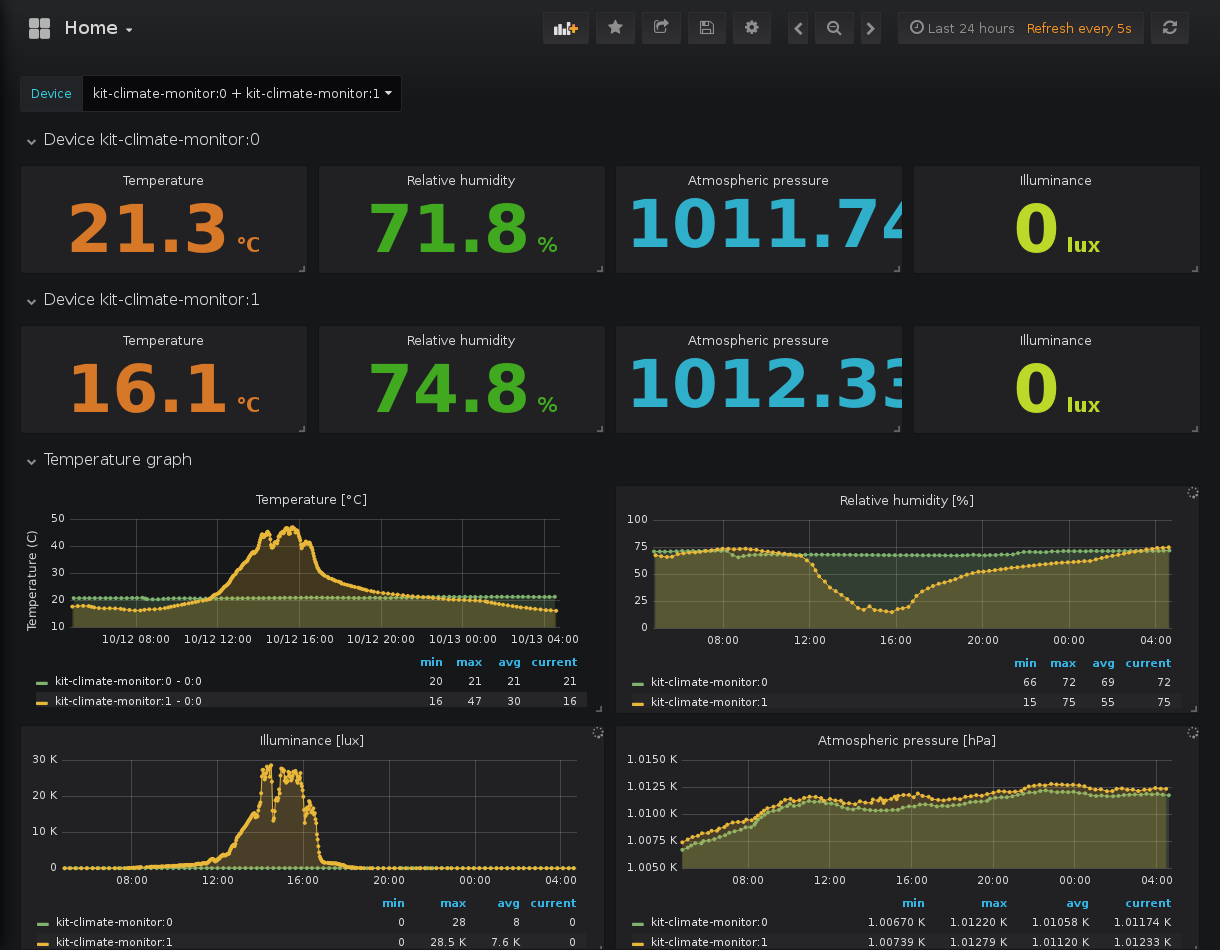 Home
Last 24 hours Refresh every 5s
Device kit-climate-monitor:0 + kit-climate-monitor:1
Device kit-climate-monitor:0
Temperature Relative humidity Atmospheric pressure Illuminance
21.3 °C 71.8 % 1011.74 0 lux
Device kit-climate-monitor:1
Temperature Relative humidity Atmospheric pressure Illuminance
16.1 °C 74.8 % 1012.33 0 lux
Temperature graph
Temperature [°C]
Temperature (C)
50
40
30
20
10
10/12 08:00 10/12 12:00 10/12 16:00 10/12 20:00 10/13 00:00 10/13 04:00
min max avg current
kit-climate-monitor:0 - 0:0 20 21 21 21
kit-climate-monitor:1 - 0:0 16 47 30 16
Relative humidity [%]
100
75
50
25
0
08:00 12:00 16:00 20:00 00:00 04:00
min max avg current
kit-climate-monitor:0 66 72 69 72
kit-climate-monitor:1 15 75 55 75
Illuminance [lux]
30 K
20 K
10 K
0
08:00 12:00 16:00 20:00 00:00 04:00
min max avg current
kit-climate-monitor:0 0 28 8 0
kit-climate-monitor:1 0 28.5 K 7.6 K 0
Atmospheric pressure [hPa]
1.0150 K
1.0125 K
1.0100 K
1.0075 K
1.0050 K
08:00 12:00 16:00 20:00 00:00 04:00
min max avg current
kit-climate-monitor:0 1.00670 K 1.01220 K 1.01058 K 1.01174 K
kit-climate-monitor:1 1.00739 K 1.01279 K 1.01120 K 1.01233 K